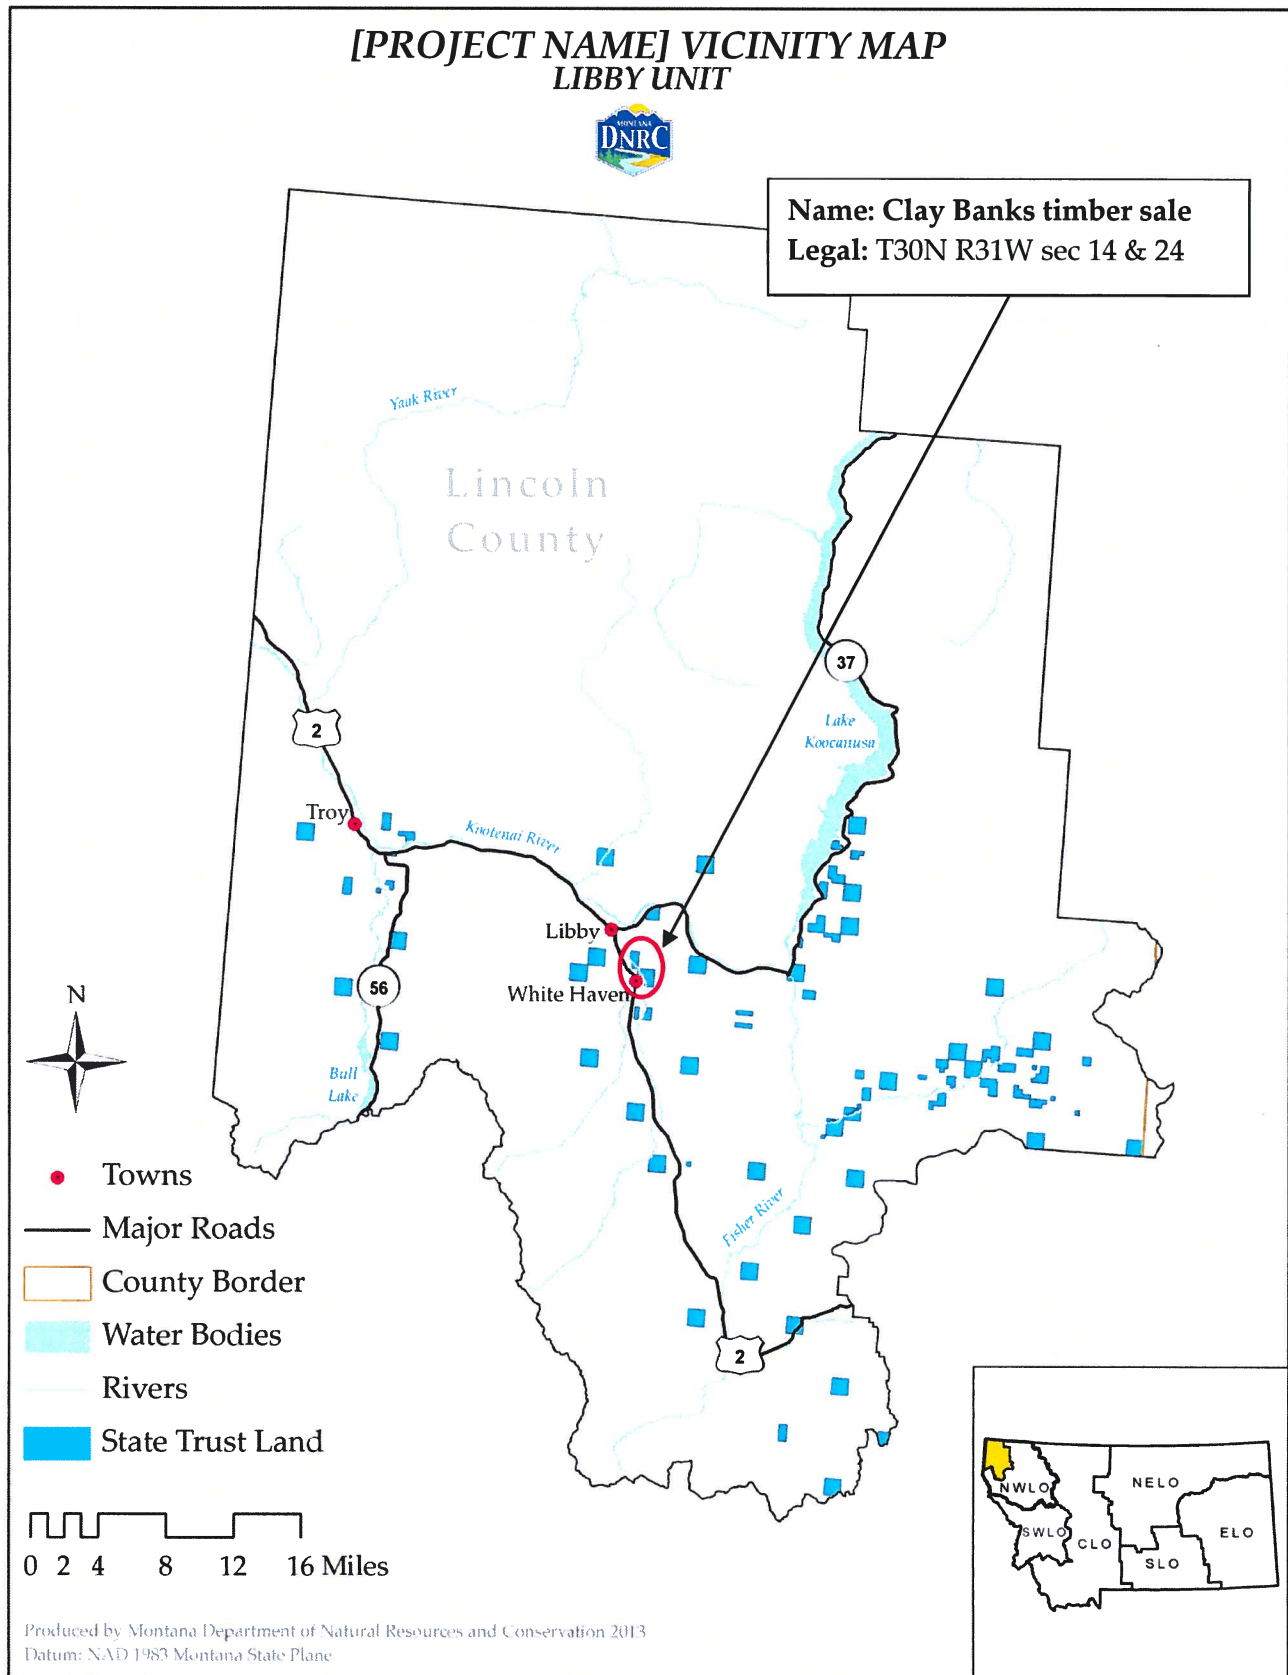 [PROJECT NAME] VICINITY MAP
LIBBY UNIT
MONTANA
DNRC
Name: Clay Banks timber sale
Legal: T30N R31W sec 14 & 24
Yaak River
Lincoln
County
37
2
Lake
Koocanusa
Troy
Kootenai River
Libby
White Haven
56
N
Bull
Lake
Towns
Major Roads
County Border
Water Bodies
Rivers
State Trust Land
Fisher River
2
0 2 4 8 12 16 Miles
NWLO
SWLO
CLO
NELO
SLO
ELO
Produced by Montana Department of Natural Resources and Conservation 2013
Datum: NAD 1983 Montana State Plane